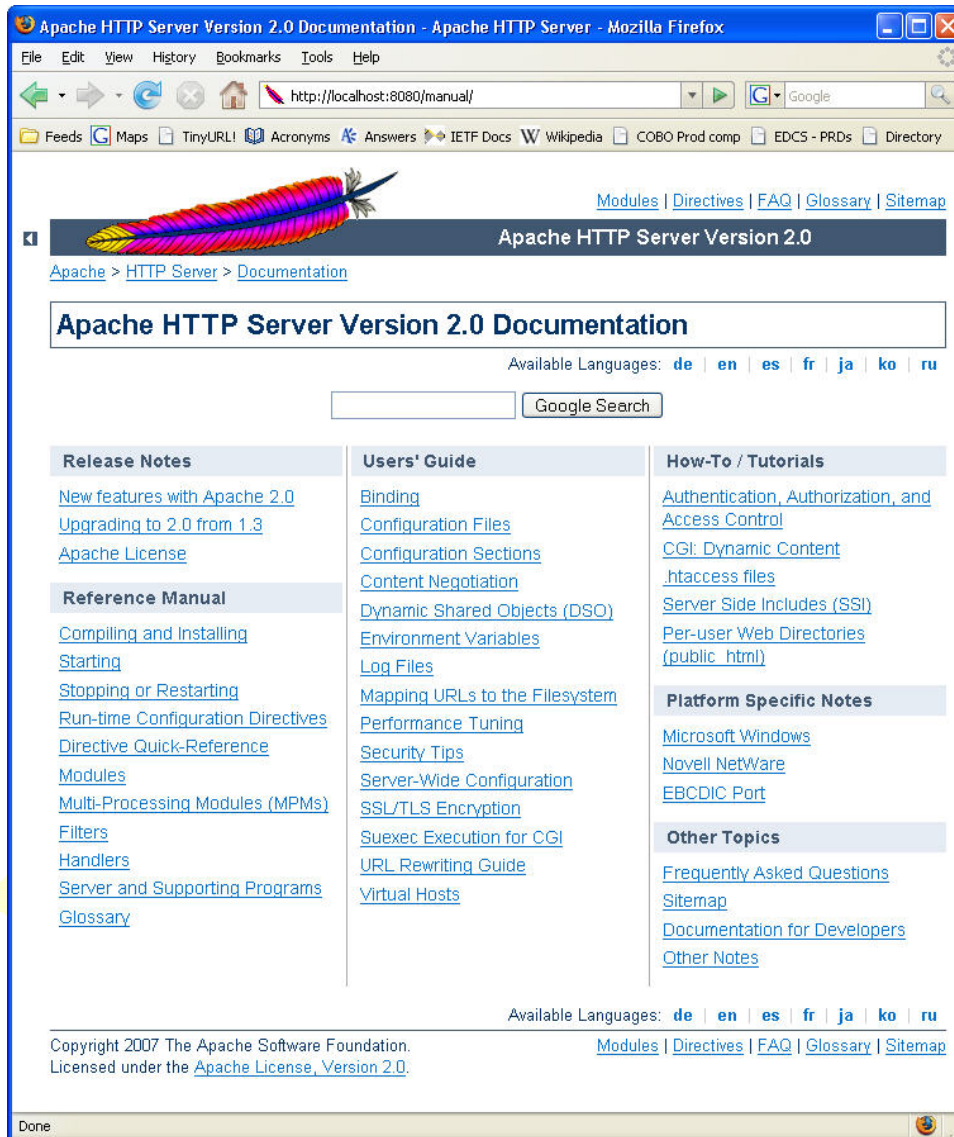 Apache HTTP Server Version 2.0 Documentation - Apache HTTP Server - Mozilla Firefox
File Edit View History Bookmarks Tools Help
http://localhost:8080/manual/ G Google
Feeds Maps TinyURL! Acronyms Answers IETF Docs Wikipedia COBO Prod comp EDCS - PRDs Directory
Modules | Directives | FAQ | Glossary | Sitemap
Apache HTTP Server Version 2.0
Apache > HTTP Server > Documentation
Apache HTTP Server Version 2.0 Documentation
Available Languages: de | en | es | fr | ja | ko | ru
Google Search
Release Notes
New features with Apache 2.0
Upgrading to 2.0 from 1.3
Apache License
Reference Manual
Compiling and Installing
Starting
Stopping or Restarting
Run-time Configuration Directives
Directive Quick-Reference
Modules
Multi-Processing Modules (MPMs)
Filters
Handlers
Server and Supporting Programs
Glossary
Users' Guide
Binding
Configuration Files
Configuration Sections
Content Negotiation
Dynamic Shared Objects (DSO)
Environment Variables
Log Files
Mapping URLs to the Filesystem
Performance Tuning
Security Tips
Server-Wide Configuration
SSL/TLS Encryption
Suexec Execution for CGI
URL Rewriting Guide
Virtual Hosts
How-To / Tutorials
Authentication, Authorization, and
Access Control
CGI: Dynamic Content
.htaccess files
Server Side Includes (SSI)
Per-user Web Directories
(public_html)
Platform Specific Notes
Microsoft Windows
Novell NetWare
EBCDIC Port
Other Topics
Frequently Asked Questions
Sitemap
Documentation for Developers
Other Notes
Available Languages: de | en | es | fr | ja | ko | ru
Copyright 2007 The Apache Software Foundation.
Licensed under the Apache License, Version 2.0.
Modules | Directives | FAQ | Glossary | Sitemap
Done